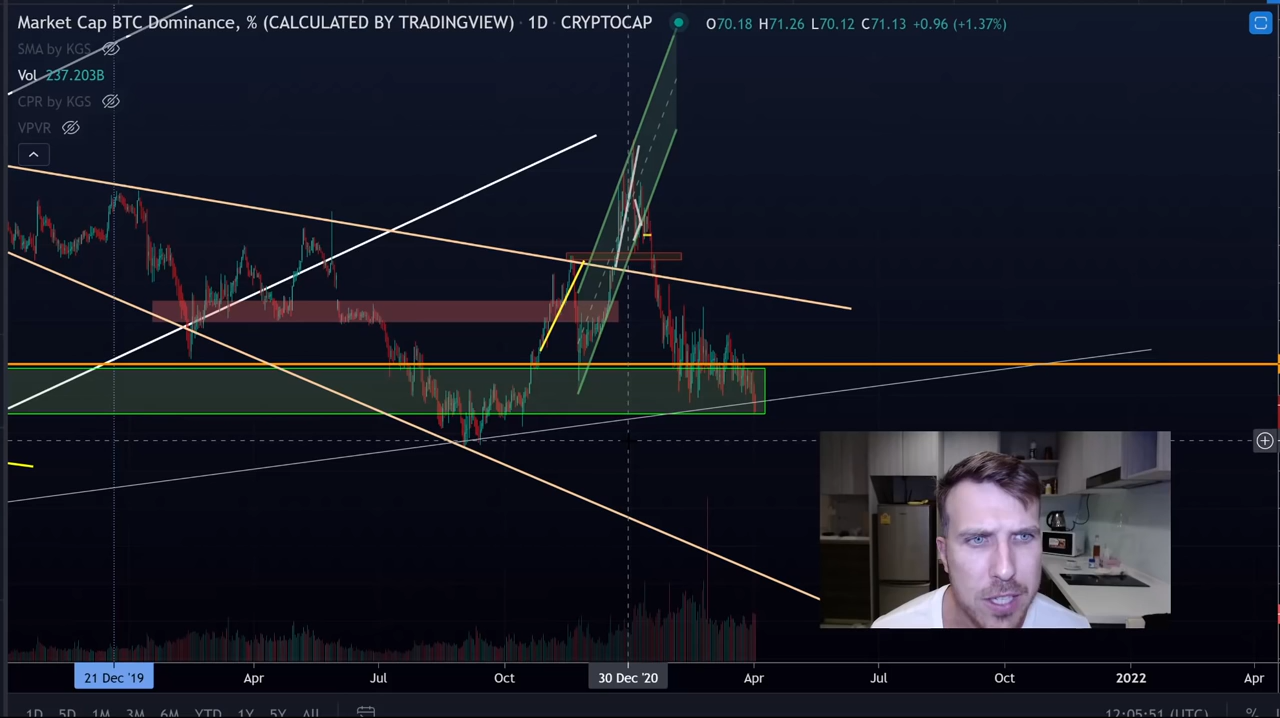 Market Cap BTC Dominance, % (CALCULATED BY TRADINGVIEW) · 1D · CRYPTOCAP O70.18 H71.26 L70.12 C71.13 +0.96 (+1.37%)
SMA by KGS
Vol 237.203B
CPR by KGS
VPVR
21 Dec '19 Apr Jul Oct 30 Dec '20 Apr Jul Oct 2022 Apr
1D 5D 1M 3M 6M YTD 1Y 5Y All 12:05:51 (UTC) %